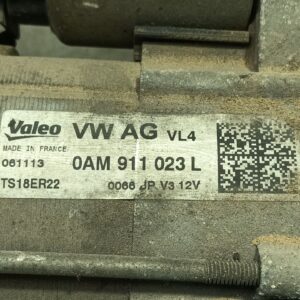 Valeo VW AG VL4
MADE IN FRANCE
061113 0AM 911 023 L
TS18ER22 0066 JP V3 12V